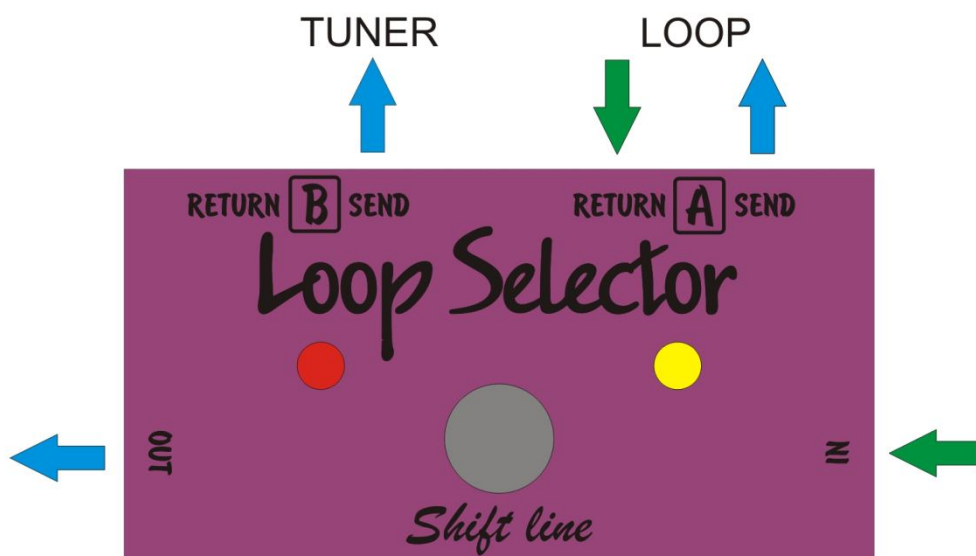 TUNER LOOP
RETURN B SEND RETURN A SEND
Loop Selector
OUT IN
Shift line